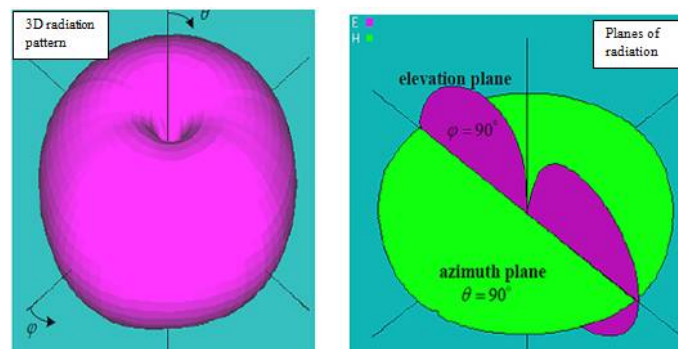 3D radiation
pattern
θ
φ
E
H
Planes of
radiation
elevation plane
φ = 90°
azimuth plane
θ = 90°